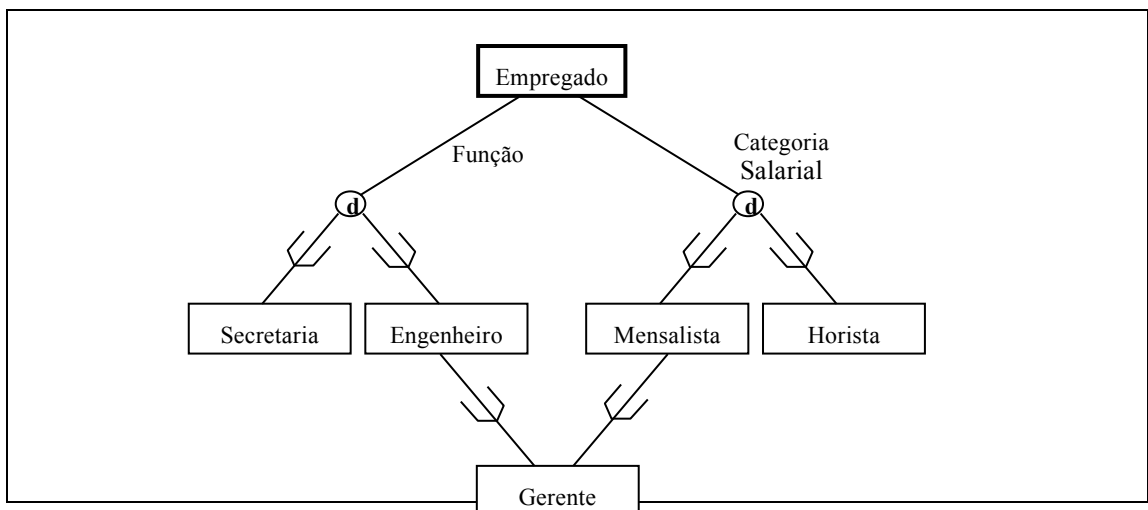 Empregado
Função
Categoria
Salarial
d
d
Secretaria
Engenheiro
Mensalista
Horista
Gerente